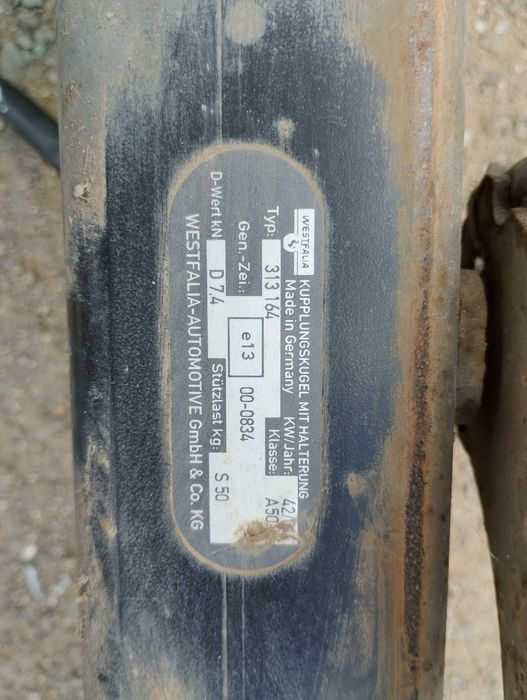 WESTFALIA
KUPPLUNGSKUGEL MIT HALTERUNG
Made in Germany KW/Jahr: 42/
Typ: 313 164 Klasse: A50
Gen.-Zei.: e13 00-0834
D-Wert kN: D 7,4 Stützlast kg: S 50
WESTFALIA-AUTOMOTIVE GmbH & Co. KG